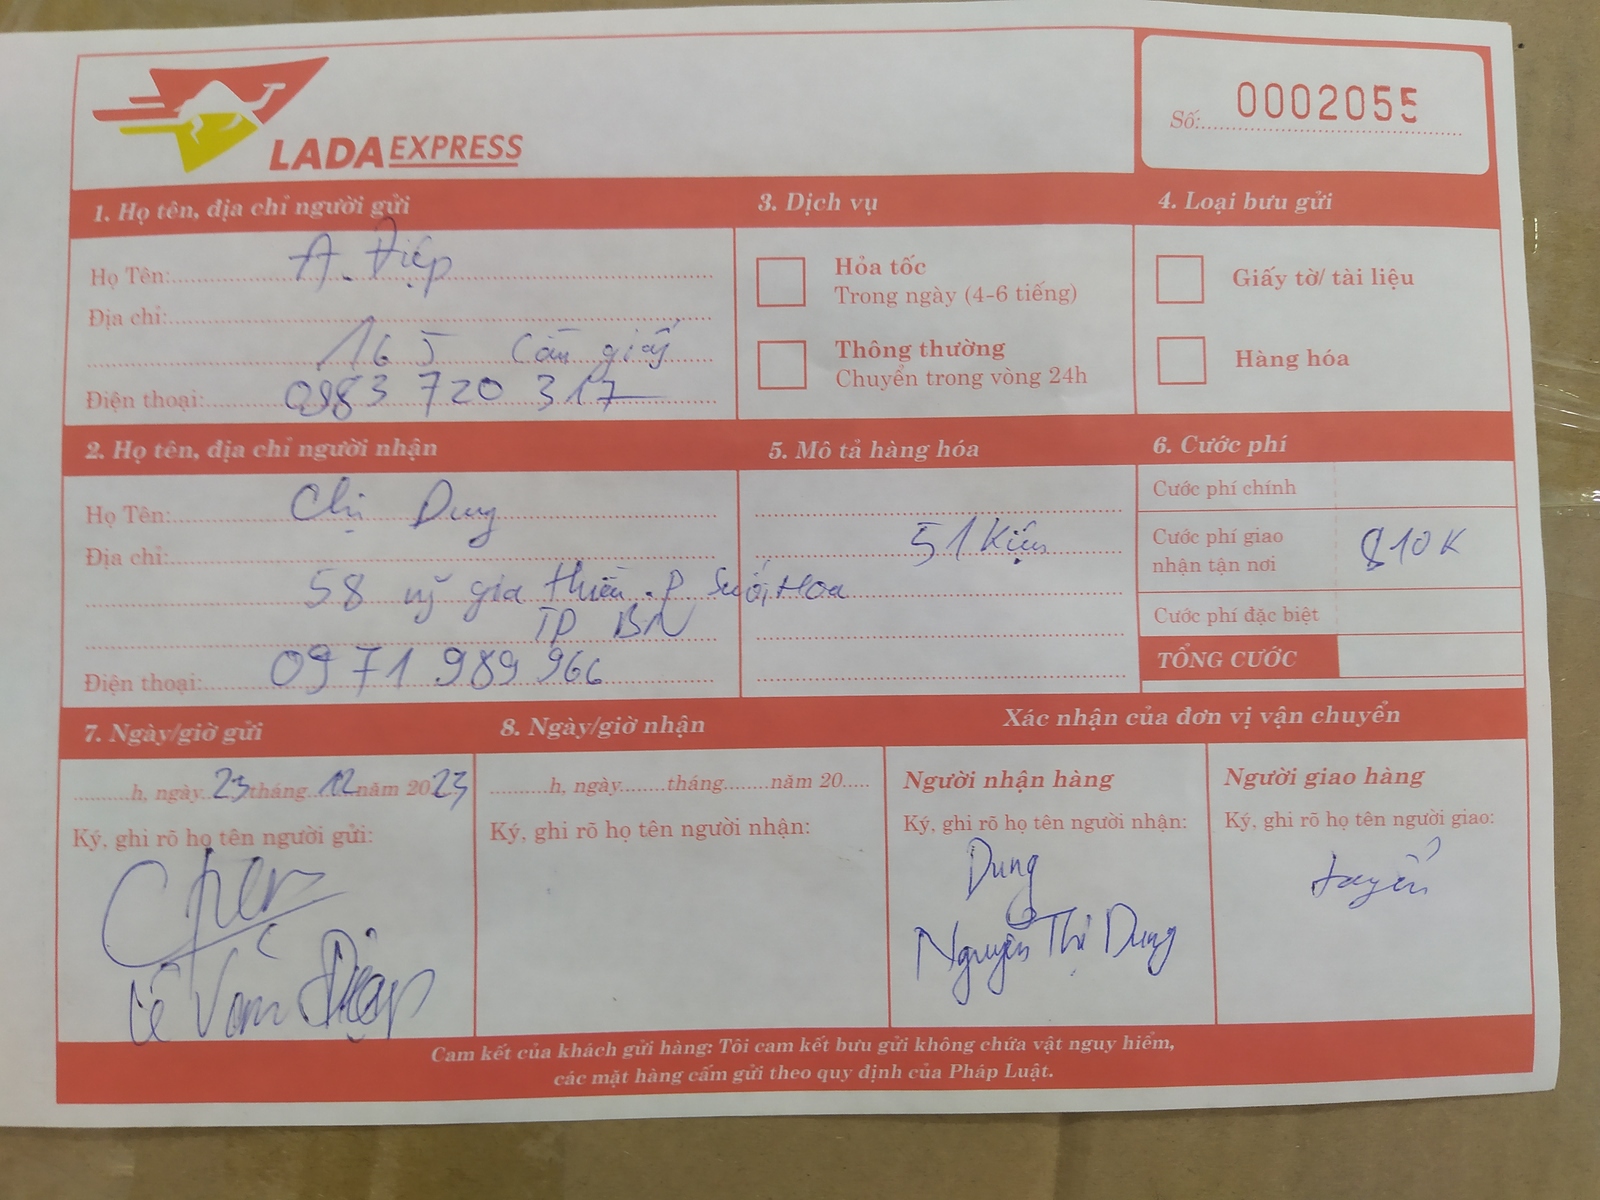 LADA EXPRESS
Số: 0002055
1. Họ tên, địa chỉ người gửi
Họ Tên: A. Điệp
Địa chỉ:
165 Cầu giấy
Điện thoại: 0983 720 317
3. Dịch vụ
Hỏa tốc
Trong ngày (4-6 tiếng)
Thông thường
Chuyển trong vòng 24h
4. Loại bưu gửi
Giấy tờ/ tài liệu
Hàng hóa
2. Họ tên, địa chỉ người nhận
Họ Tên: Chị Dung
Địa chỉ:
58 lý gia thiến. P Suối Hoa
TP BN
Điện thoại: 0971 989 966
5. Mô tả hàng hóa
51 Kiện
6. Cước phí
Cước phí chính
Cước phí giao
nhận tận nơi 810K
Cước phí đặc biệt
TỔNG CƯỚC
7. Ngày/giờ gửi
h, ngày 23 tháng 12 năm 2023
Ký, ghi rõ họ tên người gửi:
Lê Văn Điệp
8. Ngày/giờ nhận
h, ngày tháng năm 20
Ký, ghi rõ họ tên người nhận:
Xác nhận của đơn vị vận chuyển
Người nhận hàng
Ký, ghi rõ họ tên người nhận:
Dung
Nguyễn Thị Dung
Người giao hàng
Ký, ghi rõ họ tên người giao:
Cam kết của khách gửi hàng: Tôi cam kết bưu gửi không chứa vật nguy hiểm,
các mặt hàng cấm gửi theo quy định của Pháp Luật.